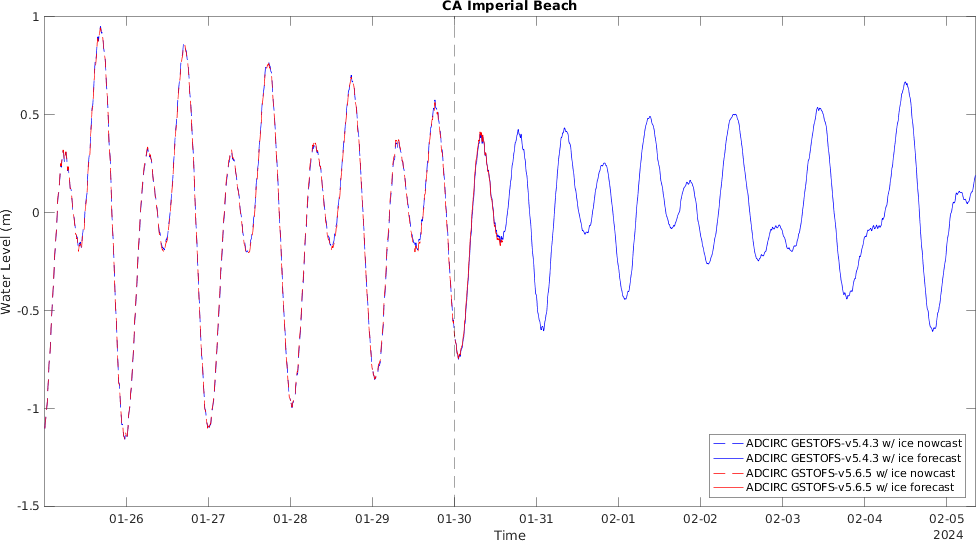 CA Imperial Beach
1
0.5
0
-0.5
-1
-1.5
Water Level (m)
01-26 01-27 01-28 01-29 01-30 01-31 02-01 02-02 02-03 02-04 02-05
Time
2024
ADCIRC GESTOFS-v5.4.3 w/ ice nowcast
ADCIRC GESTOFS-v5.4.3 w/ ice forecast
ADCIRC GSTOFS-v5.6.5 w/ ice nowcast
ADCIRC GSTOFS-v5.6.5 w/ ice forecast